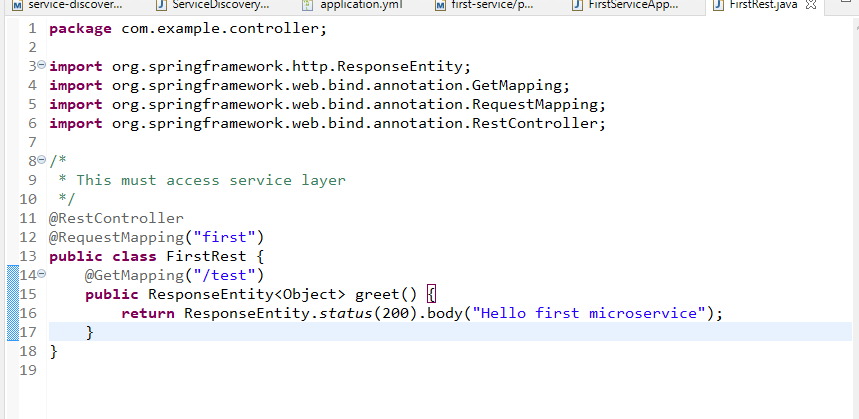 service-discover... ServiceDiscovery... application.yml first-service/p... FirstServiceApp... FirstRest.java
1 package com.example.controller;
2
3 import org.springframework.http.ResponseEntity;
4 import org.springframework.web.bind.annotation.GetMapping;
5 import org.springframework.web.bind.annotation.RequestMapping;
6 import org.springframework.web.bind.annotation.RestController;
7
8 /*
9 * This must access service layer
10 */
11 @RestController
12 @RequestMapping("first")
13 public class FirstRest {
14 @GetMapping("/test")
15 public ResponseEntity<Object> greet() {
16 return ResponseEntity.status(200).body("Hello first microservice");
17 }
18 }
19